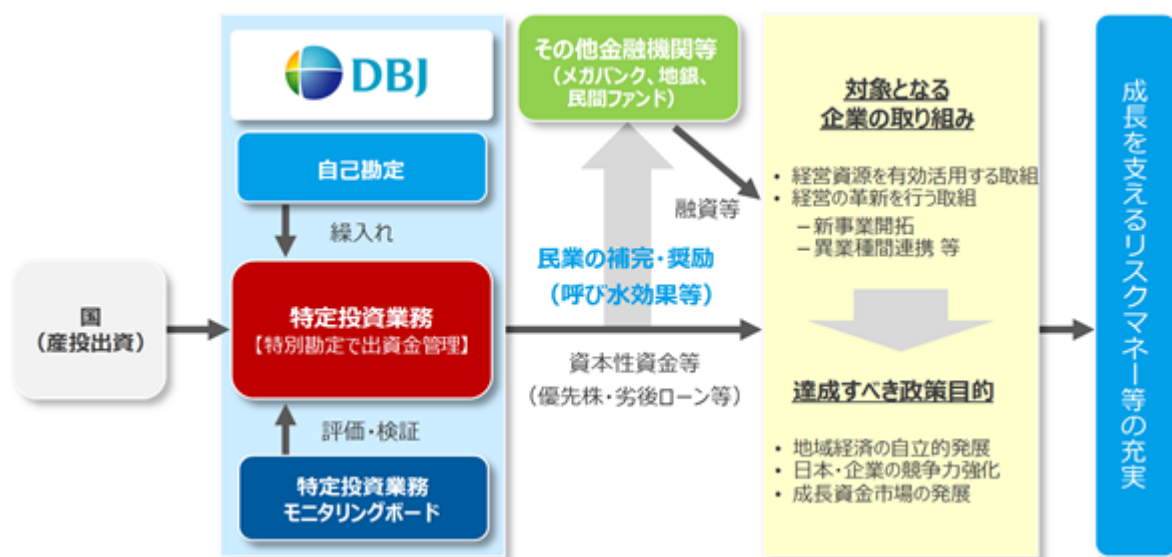 国
（産投出資）
DBJ
自己勘定
繰入れ
特定投資業務
【特別勘定で出資金管理】
評価・検証
特定投資業務
モニタリングボード
その他金融機関等
（メガバンク、地銀、
民間ファンド）
融資等
民業の補完・奨励
（呼び水効果等）
資本性資金等
（優先株・劣後ローン等）
対象となる
企業の取り組み
• 経営資源を有効活用する取組
• 経営の革新を行う取組
－新事業開拓
－異業種間連携 等
達成すべき政策目的
• 地域経済の自立的発展
• 日本・企業の競争力強化
• 成長資金市場の発展
成長を支えるリスクマネー等の充実